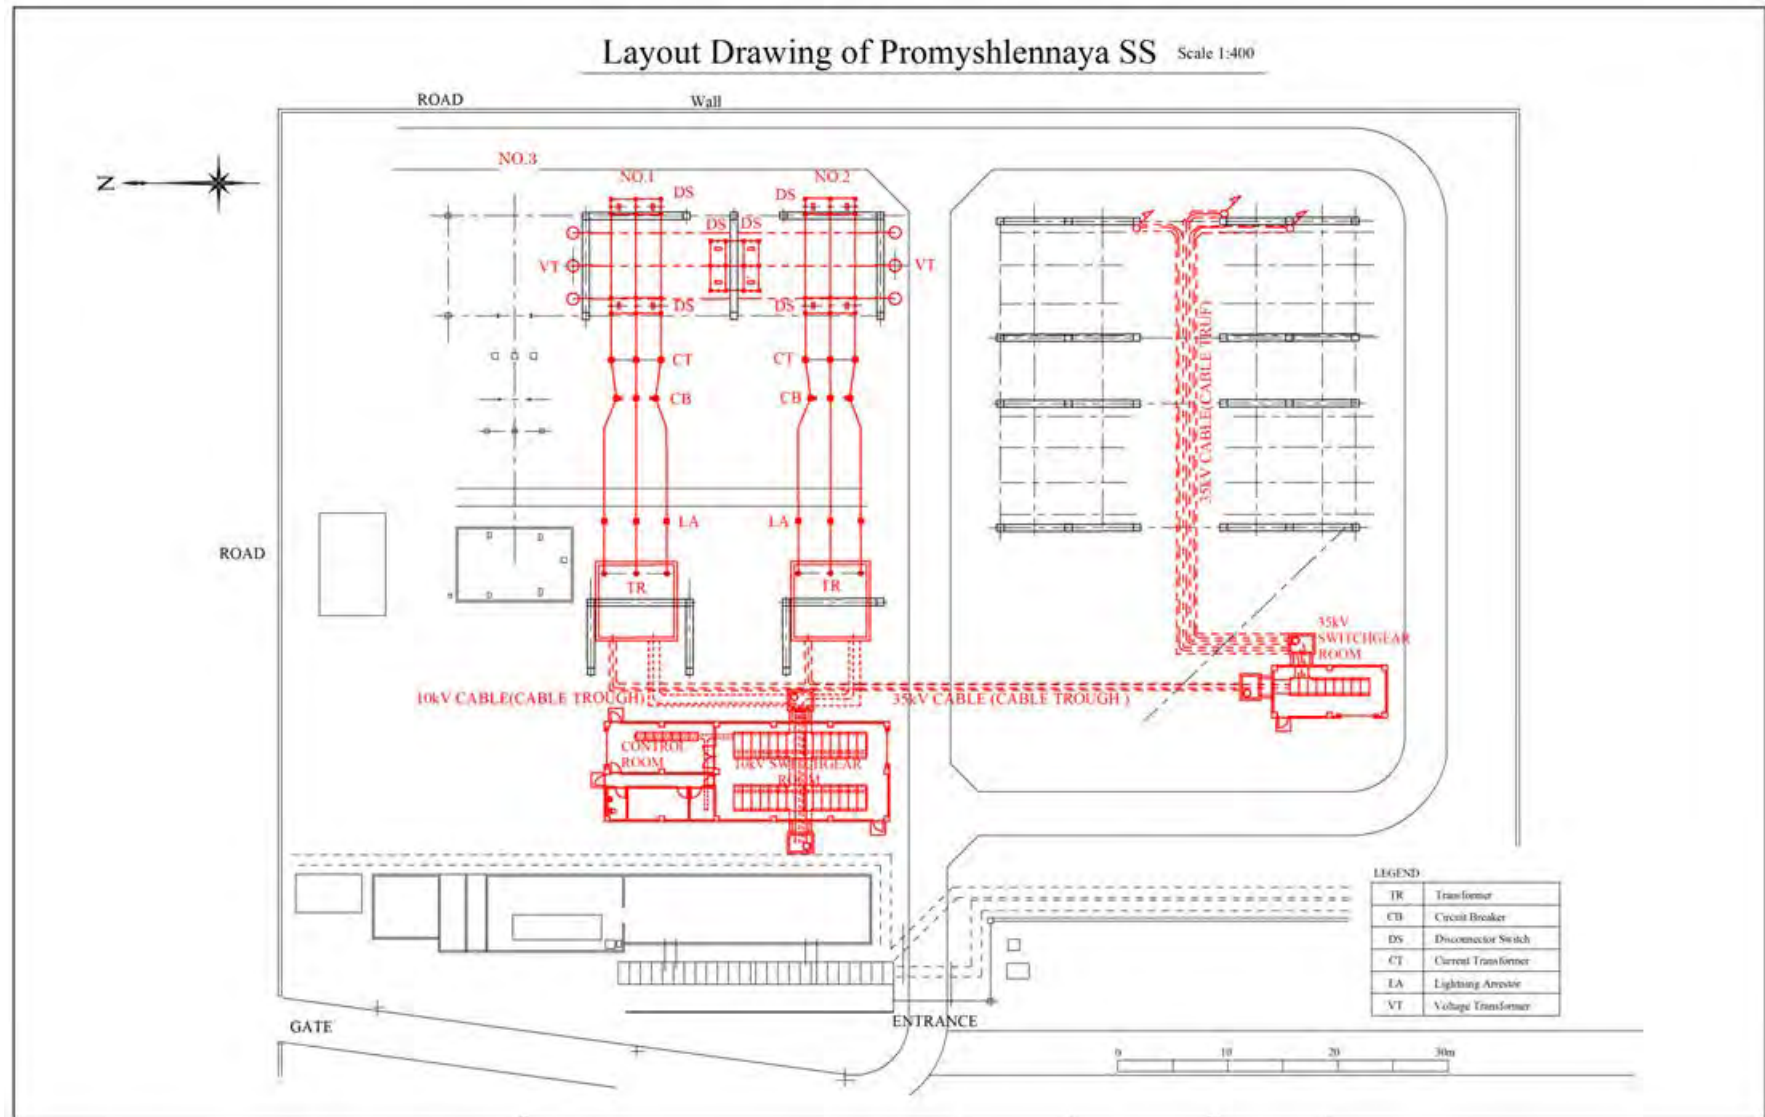 Layout Drawing of Promyshlennaya SS Scale 1:400
ROAD Wall
N
NO.3
NO.1 DS DS NO.2
DS DS
VT VT
DS DS
CT CT
CB CB
35kV CABLE(CABLE TRUF)
LA LA
ROAD
TR TR
35kV
SWITCHGEAR
ROOM
10kV CABLE(CABLE TROUGH) 35kV CABLE (CABLE TROUGH )
CONTROL
ROOM
10kV SWITCHGEAR
ROOM
LEGEND
TR Transformer
CB Circuit Breaker
DS Disconnector Switch
CT Current Transformer
LA Lightning Arrestor
VT Voltage Transformer
GATE
ENTRANCE
0 10 20 30m